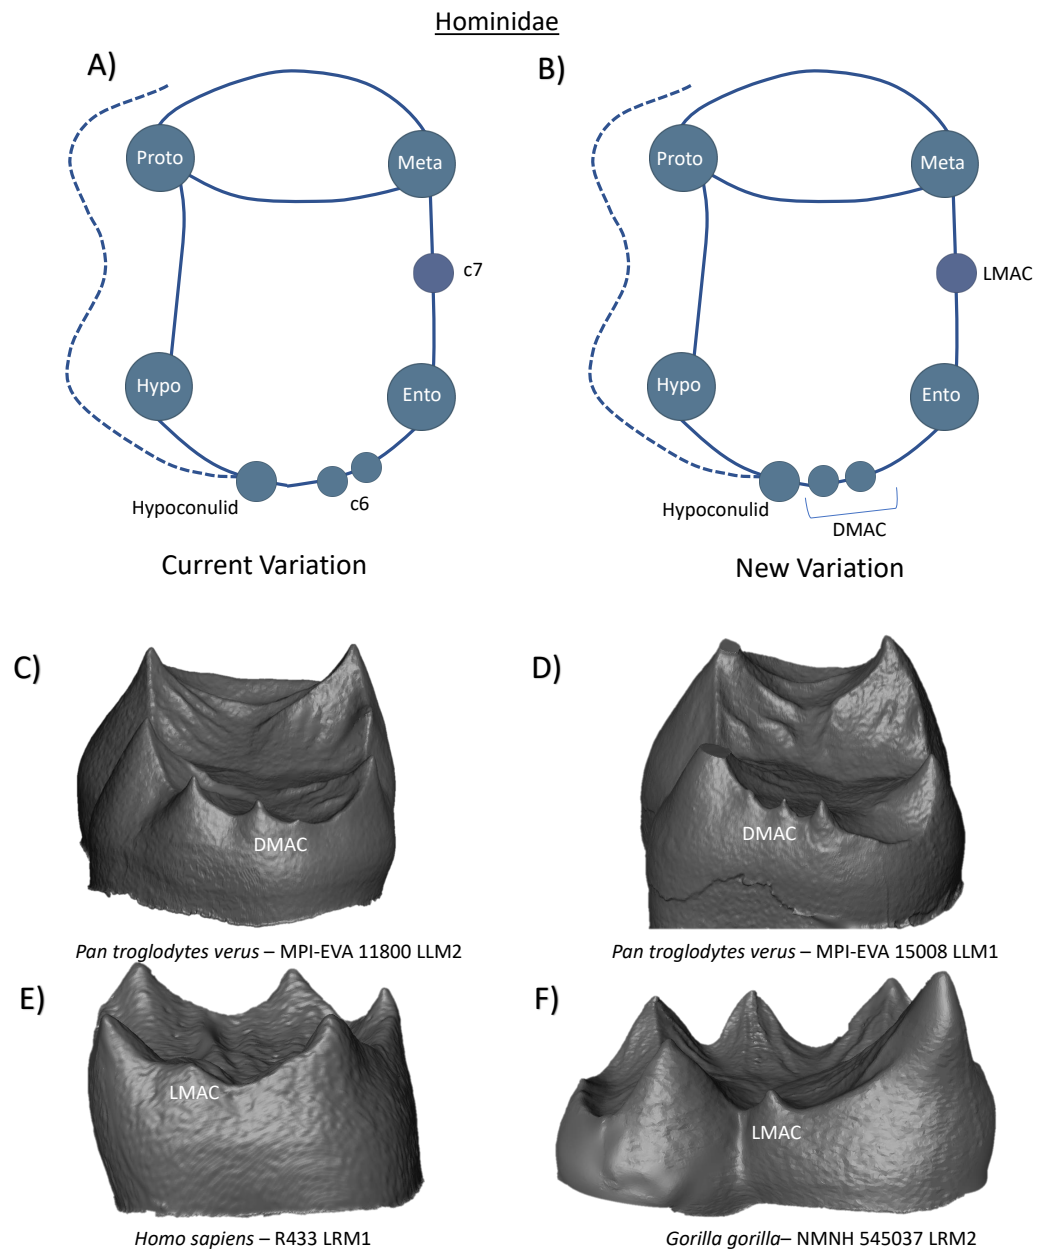 Hominidae
A)
B)
Proto
Meta
Proto
Meta
c7
LMAC
Hypo
Ento
Hypo
Ento
Hypoconulid
c6
Hypoconulid
DMAC
Current Variation
New Variation
C)
D)
DMAC
DMAC
Pan troglodytes verus – MPI-EVA 11800 LLM2
Pan troglodytes verus – MPI-EVA 15008 LLM1
E)
F)
LMAC
LMAC
Homo sapiens – R433 LRM1
Gorilla gorilla– NMNH 545037 LRM2